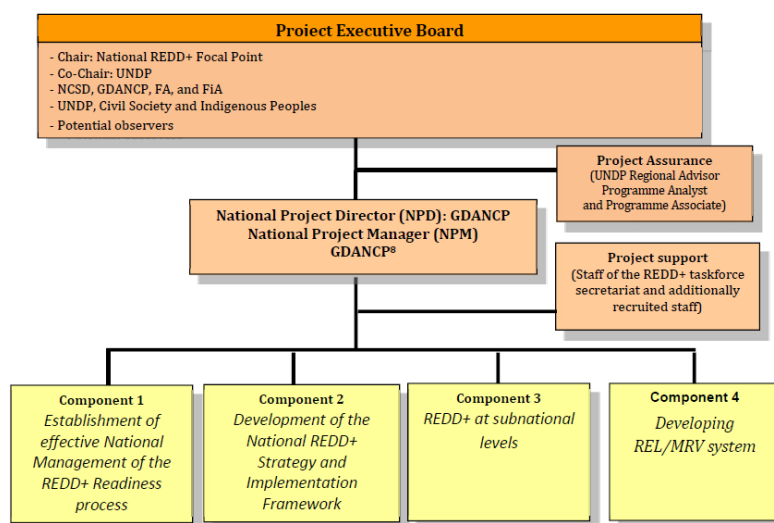 Project Executive Board
- Chair: National REDD+ Focal Point
- Co-Chair: UNDP
- NCSD, GDANCP, FA, and FiA
- UNDP, Civil Society and Indigenous Peoples
- Potential observers
Project Assurance
(UNDP Regional Advisor
Programme Analyst
and Programme Associate)
National Project Director (NPD): GDANCP
National Project Manager (NPM)
GDANCP⁸
Project support
(Staff of the REDD+ taskforce
secretariat and additionally
recruited staff)
Component 1
Establishment of
effective National
Management of the
REDD+ Readiness
process
Component 2
Development of the
National REDD+
Strategy and
Implementation
Framework
Component 3
REDD+ at subnational
levels
Component 4
Developing
REL/MRV system